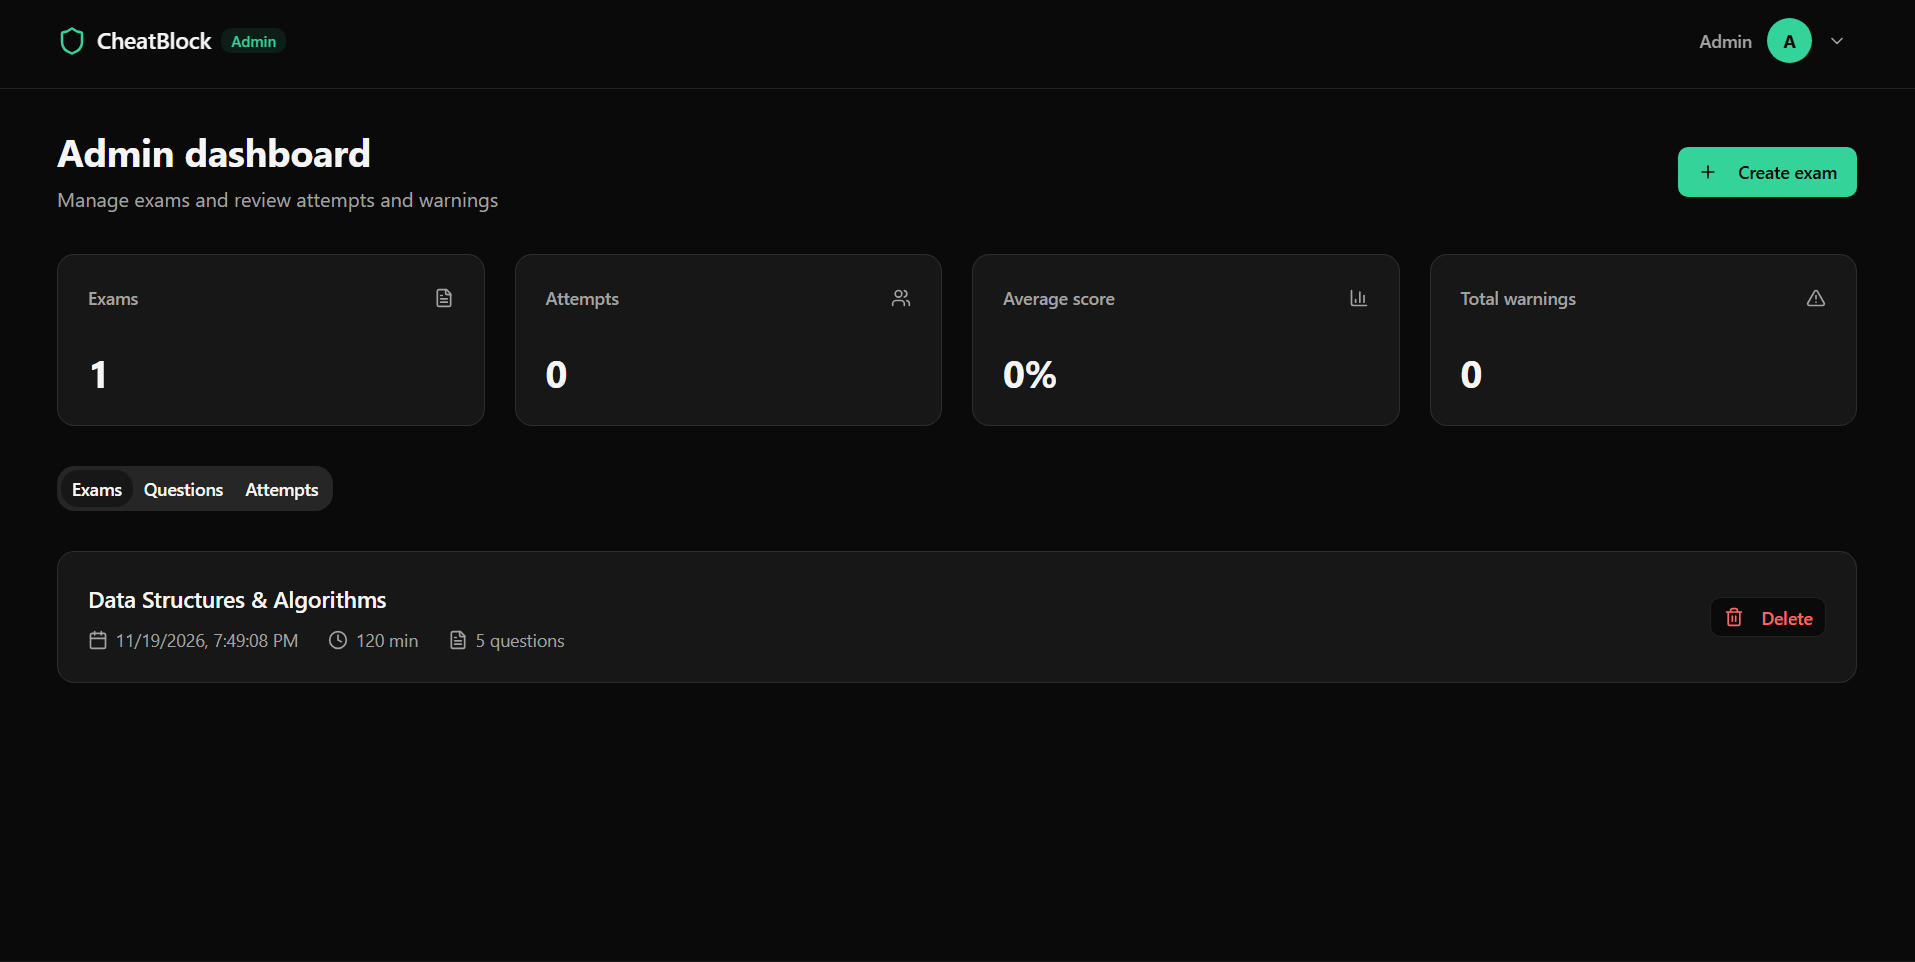 CheatBlock Admin
Admin A
Admin dashboard
Manage exams and review attempts and warnings
Create exam
Exams
1
Attempts
0
Average score
0%
Total warnings
0
Exams Questions Attempts
Data Structures & Algorithms
11/19/2026, 7:49:08 PM 120 min 5 questions
Delete